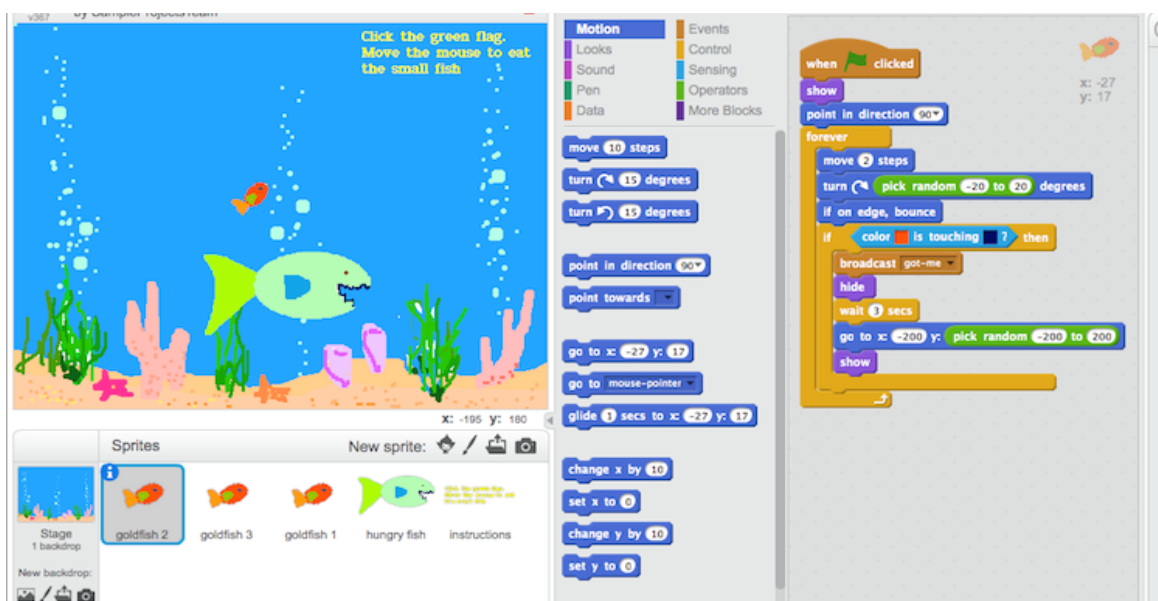 v367 by SamplerProjectsTeam
Click the green flag.
Move the mouse to eat
the small fish
X: -195 y: 180
Sprites
New sprite:
Stage
1 backdrop
New backdrop:
goldfish 2
goldfish 3
goldfish 1
hungry fish
instructions
Motion
Looks
Sound
Pen
Data
Events
Control
Sensing
Operators
More Blocks
move 10 steps
turn 15 degrees
turn 15 degrees
point in direction 90
point towards
go to x: -27 y: 17
go to mouse-pointer
glide 1 secs to x: -27 y: 17
change x by 10
set x to 0
change y by 10
set y to 0
x: -27
y: 17
when clicked
show
point in direction 90
forever
move 2 steps
turn pick random -20 to 20 degrees
if on edge, bounce
if color is touching ? then
broadcast got-me
hide
wait 3 secs
go to x: -200 y: pick random -200 to 200
show